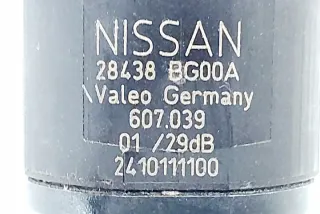 NISSAN
28438 BG00A
Valeo Germany
607.039
01 /29dB
2410111100